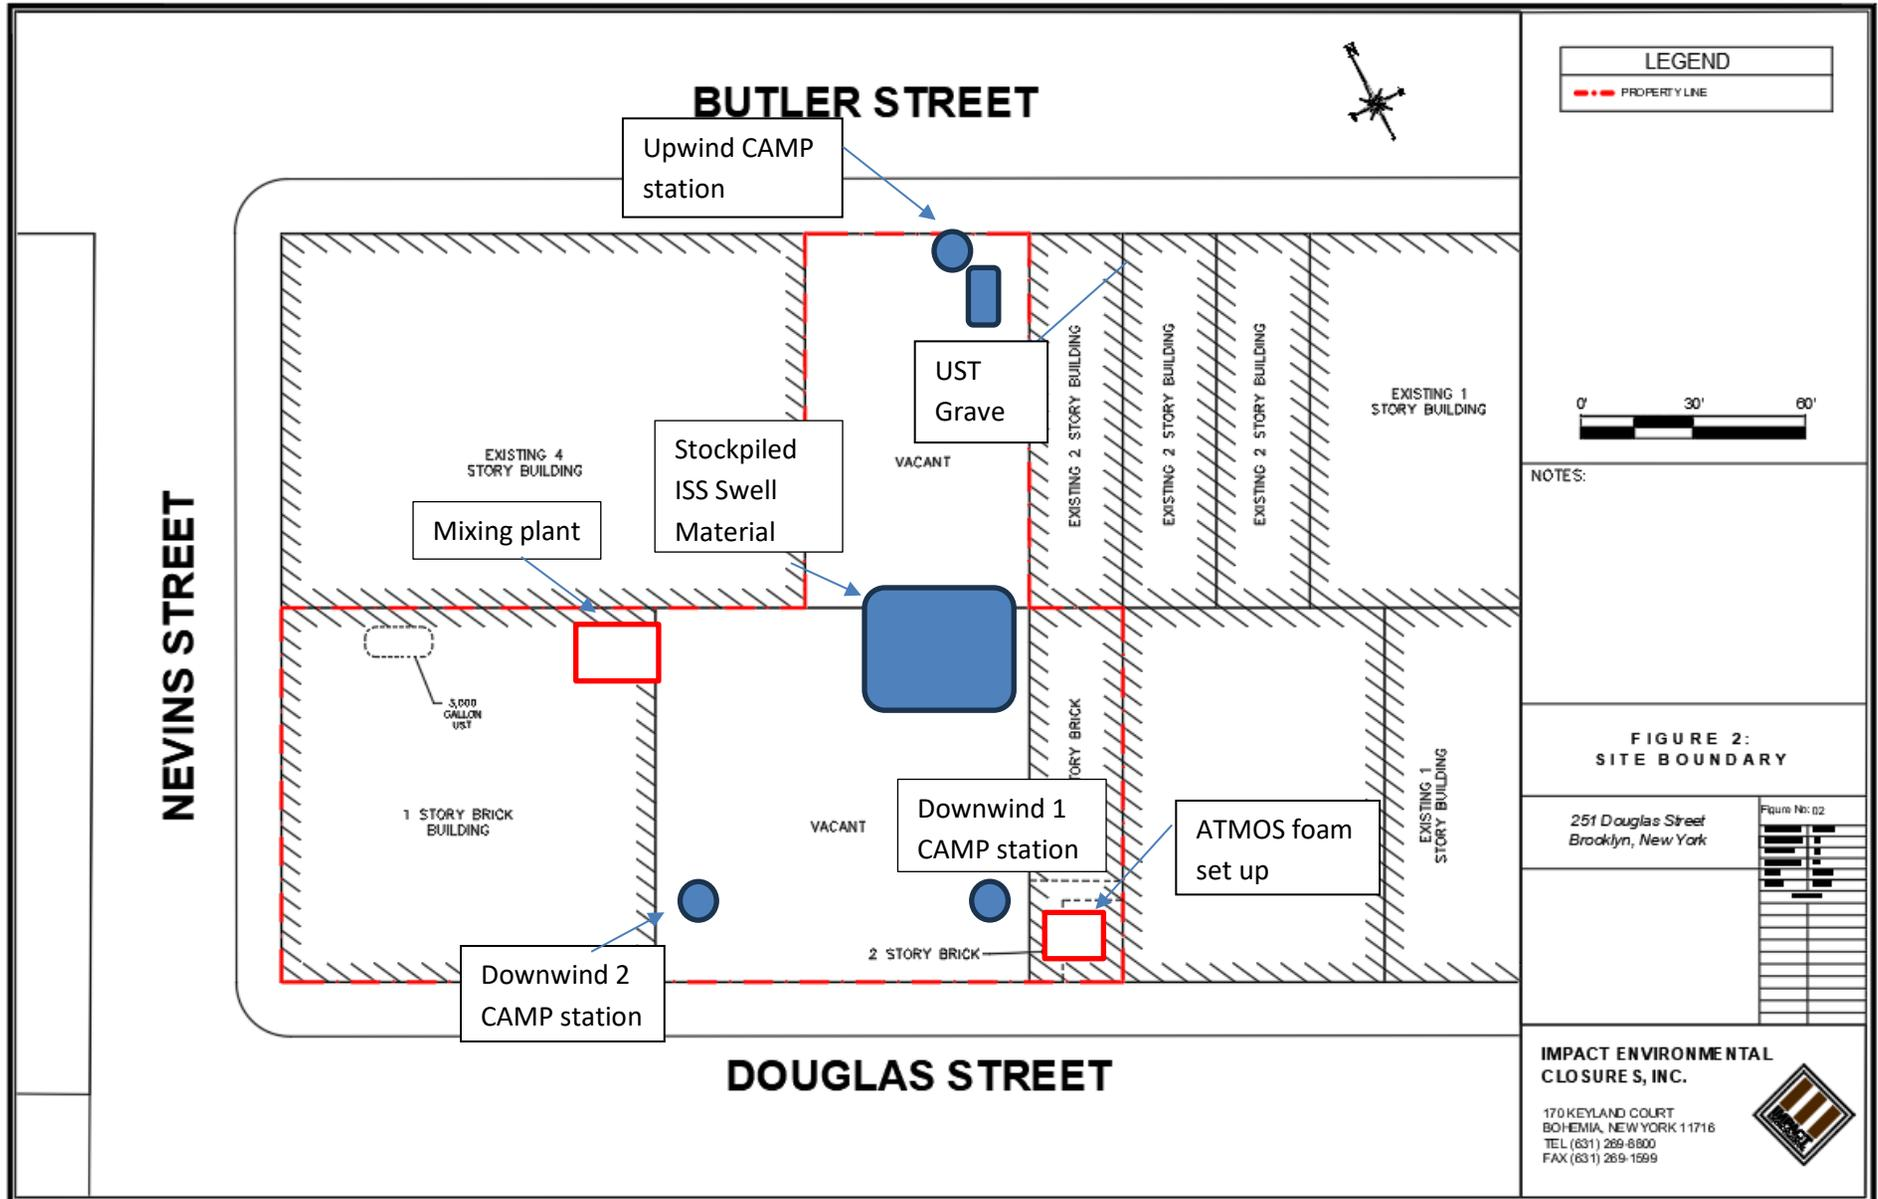 BUTLER STREET
N
Upwind CAMP
station
UST
Grave
Stockpiled
ISS Swell
Material
Mixing plant
EXISTING 4
STORY BUILDING
VACANT
EXISTING 2 STORY BUILDING
EXISTING 2 STORY BUILDING
EXISTING 2 STORY BUILDING
EXISTING 1
STORY BUILDING
NEVINS STREET
GALLON
UST
1 STORY BRICK
BUILDING
VACANT
TORY BRICK
Downwind 1
CAMP station
ATMOS foam
set up
EXISTING 1
STORY BUILDING
2 STORY BRICK
Downwind 2
CAMP station
DOUGLAS STREET
LEGEND
PROPERTY LINE
0' 30' 60'
NOTES:
FIGURE 2:
SITE BOUNDARY
251 Douglas Street
Brooklyn, New York
Figure No: 02
IMPACT ENVIRONMENTAL
CLOSURES, INC.
170 KEYLAND COURT
BOHEMIA, NEW YORK 11716
TEL (631) 269-8800
FAX (631) 269-1599
IMPACT